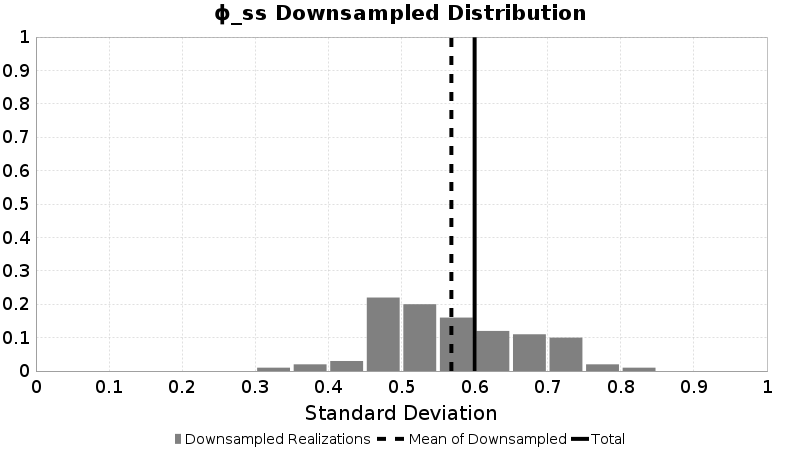 ϕ_ss Downsampled Distribution
1
0.9
0.8
0.7
0.6
0.5
0.4
0.3
0.2
0.1
0
0 0.1 0.2 0.3 0.4 0.5 0.6 0.7 0.8 0.9 1
Standard Deviation
Downsampled Realizations Mean of Downsampled Total